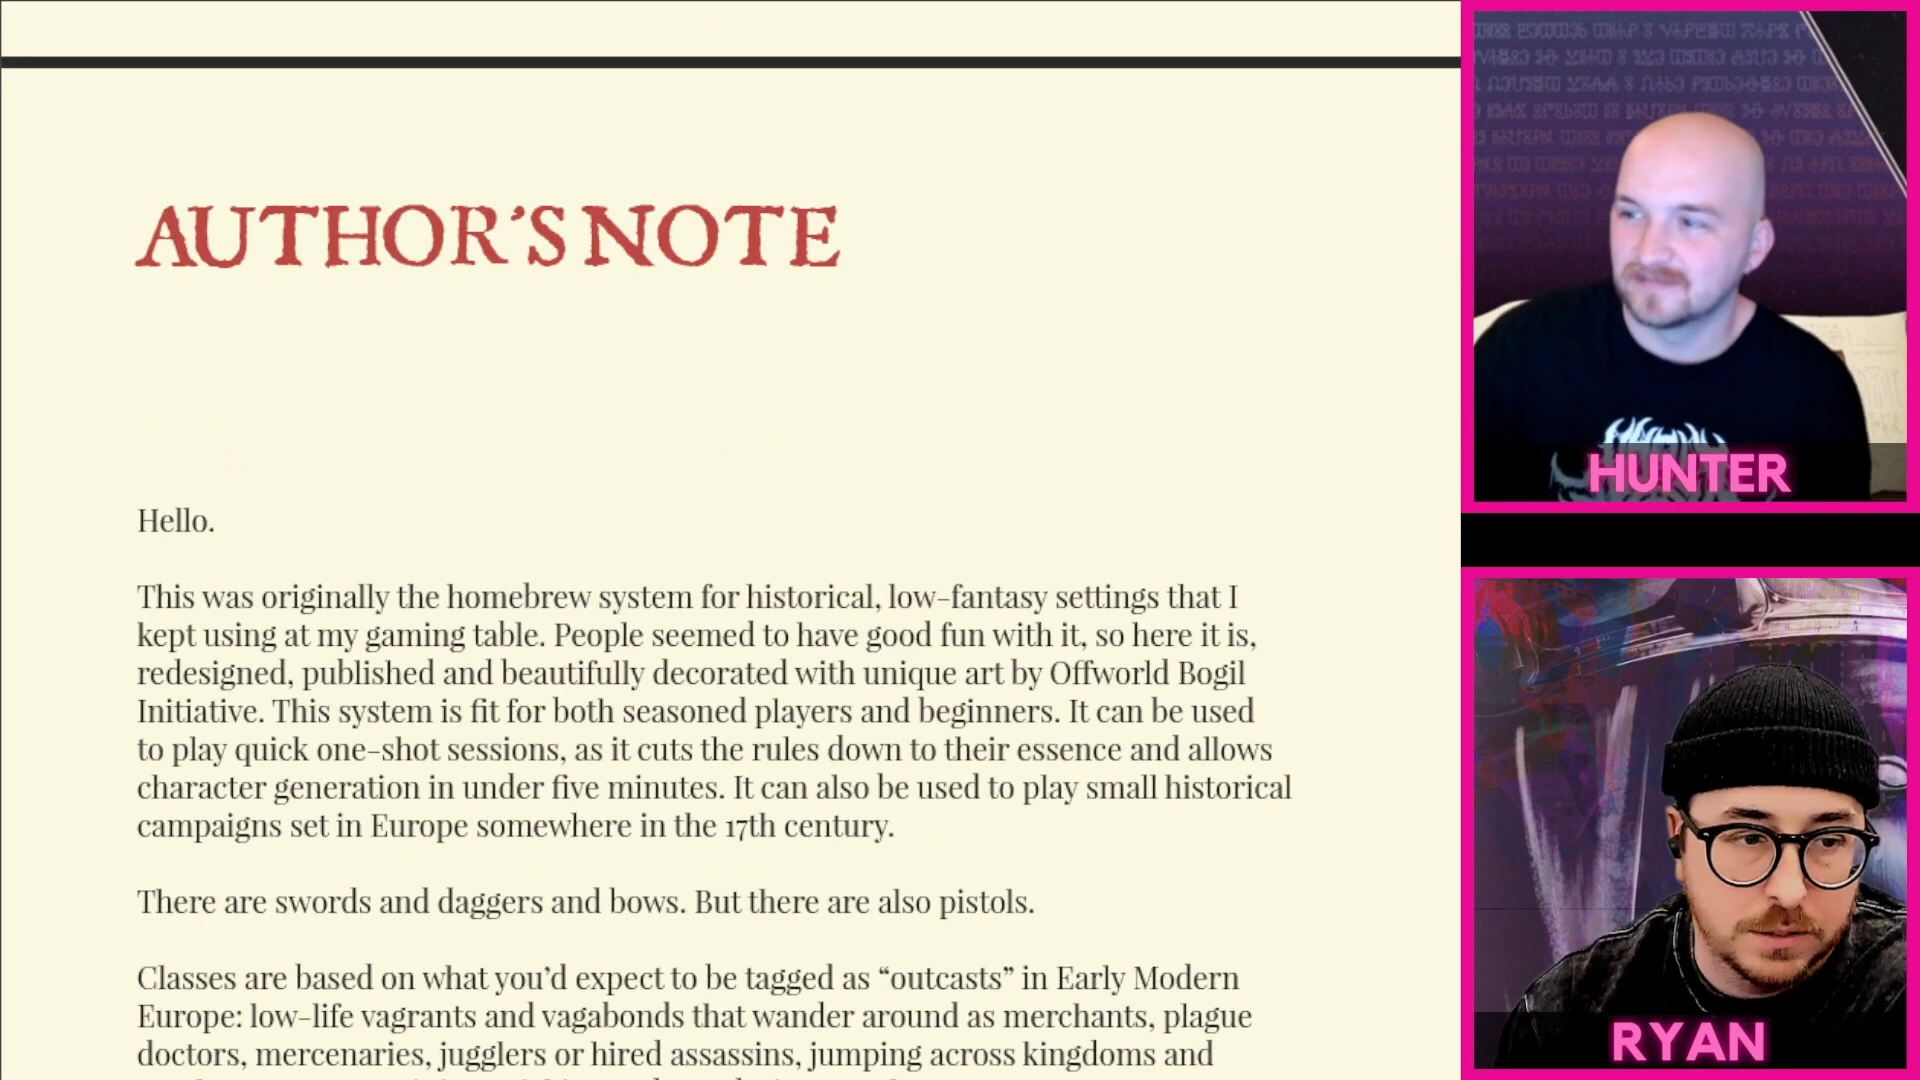 AUTHOR'S NOTE
Hello.
This was originally the homebrew system for historical, low-fantasy settings that I
kept using at my gaming table. People seemed to have good fun with it, so here it is,
redesigned, published and beautifully decorated with unique art by Offworld Bogil
Initiative. This system is fit for both seasoned players and beginners. It can be used
to play quick one-shot sessions, as it cuts the rules down to their essence and allows
character generation in under five minutes. It can also be used to play small historical
campaigns set in Europe somewhere in the 17th century.
There are swords and daggers and bows. But there are also pistols.
Classes are based on what you’d expect to be tagged as “outcasts” in Early Modern
Europe: low-life vagrants and vagabonds that wander around as merchants, plague
doctors, mercenaries, jugglers or hired assassins, jumping across kingdoms and
HUNTER
RYAN